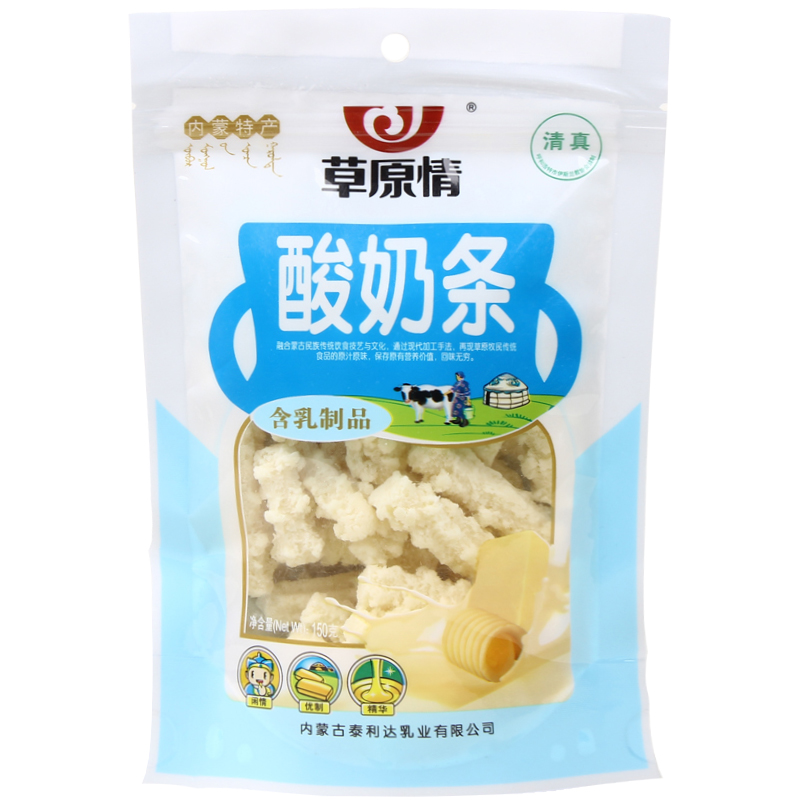 ®
内蒙特产
清真
草原情
酸奶条
融合蒙古民族传统饮食技艺与文化，通过现代加工手法，再现草原牧民传统
食品的原汁原味，保存原有营养价值，回味无穷。
含乳制品
净含量(Net Wt): 150克
闲情
优制
精华
内蒙古泰利达乳业有限公司